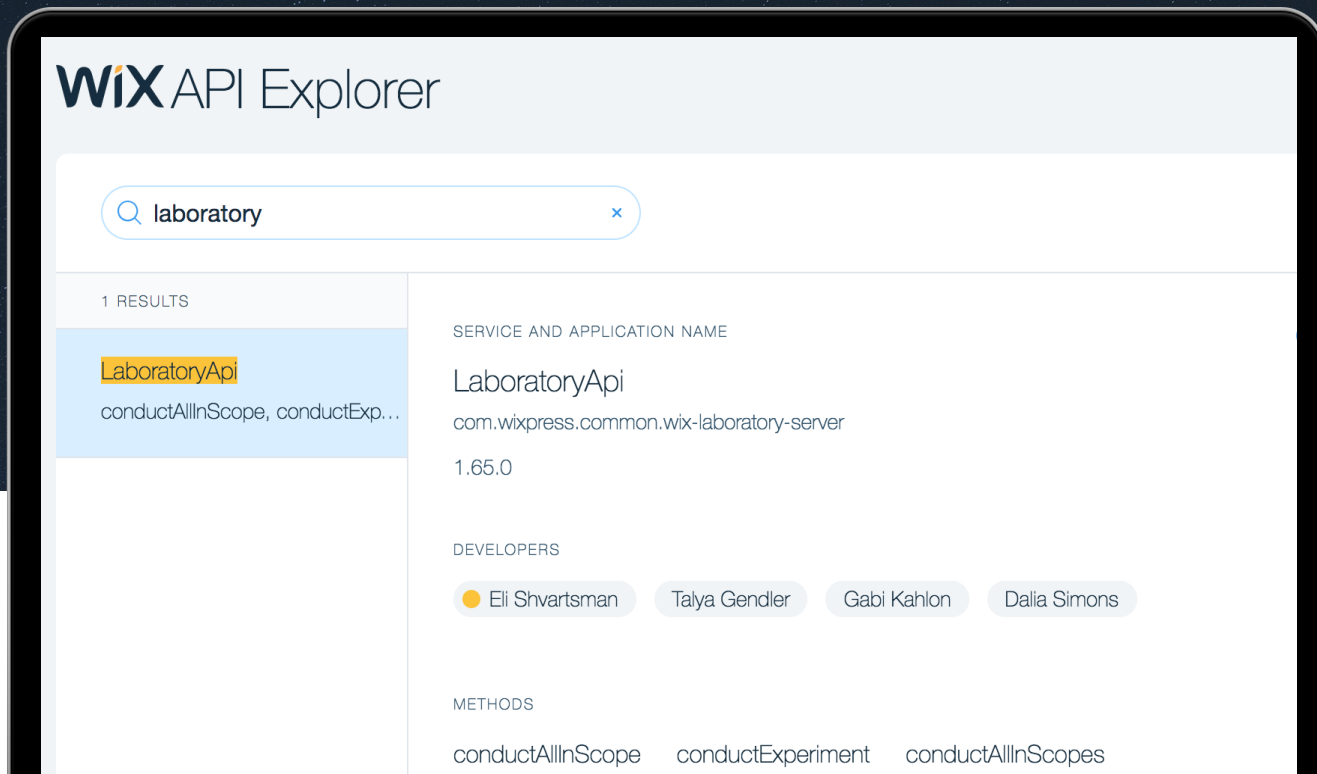 WiX API Explorer
laboratory
1 RESULTS
LaboratoryApi
conductAllInScope, conductExp...
SERVICE AND APPLICATION NAME
LaboratoryApi
com.wixpress.common.wix-laboratory-server
1.65.0
DEVELOPERS
Eli Shvartsman Talya Gendler Gabi Kahlon Dalia Simons
METHODS
conductAllInScope conductExperiment conductAllInScopes